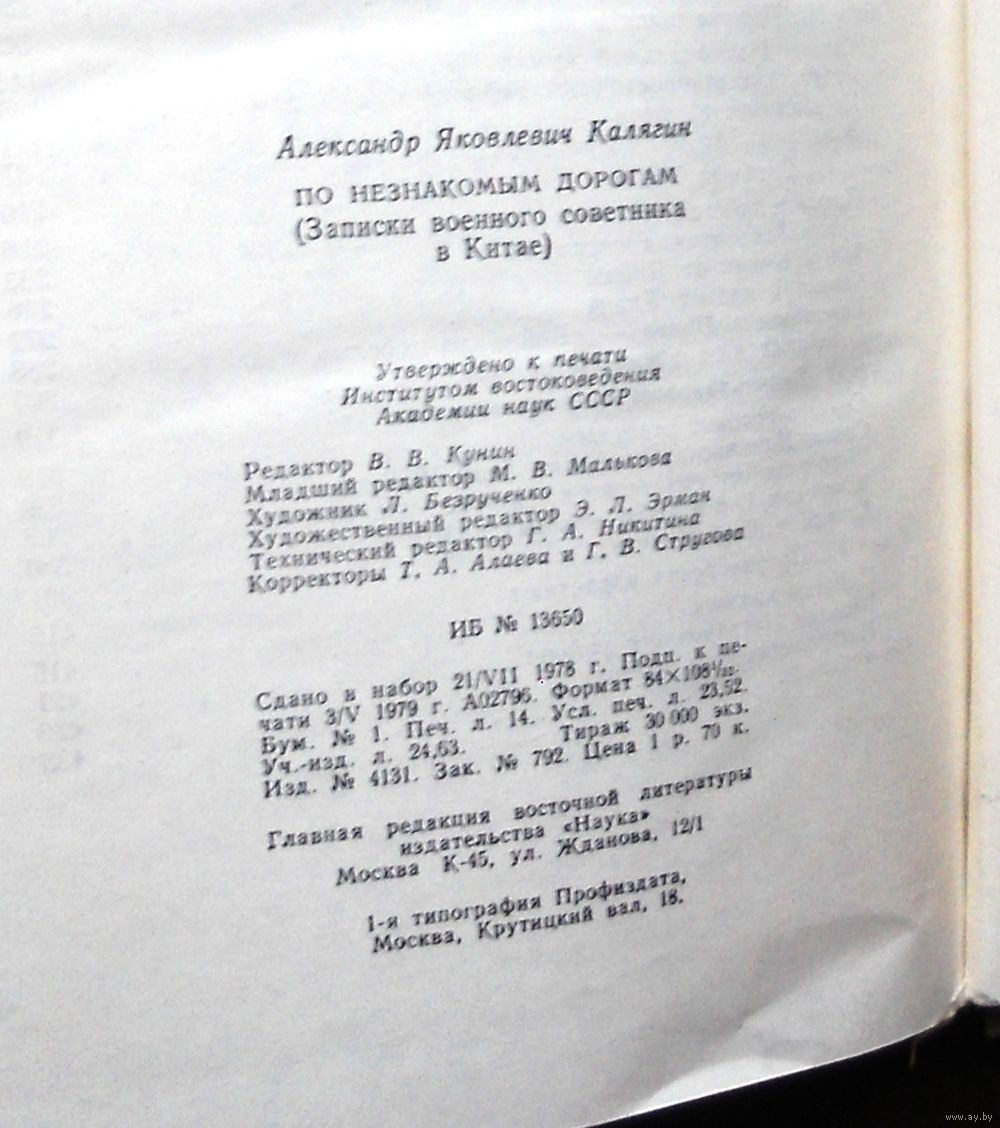 Александр Яковлевич Калягин
ПО НЕЗНАКОМЫМ ДОРОГАМ
(Записки военного советника
в Китае)
Утверждено к печати
Институтом востоковедения
Академии наук СССР
Редактор В. В. Кунин
Младший редактор М. В. Малькова
Художник Л. Безрученко
Художественный редактор Э. Л. Эрман
Технический редактор Г. А. Никитина
Корректоры Т. А. Алаева и Г. В. Стругова
ИБ № 13650
Сдано в набор 21/VII 1978 г. Подп. к пе-
чати 3/V 1979 г. А02796. Формат 84×108¹/₃₂.
Бум. № 1. Печ. л. 14. Усл. печ. л. 23,52.
Уч.-изд. л. 24,63. Тираж 30 000 экз.
Изд. № 4131. Зак. № 792. Цена 1 р. 70 к.
Главная редакция восточной литературы
издательства «Наука»
Москва К-45, ул. Жданова, 12/1
1-я типография Профиздата,
Москва, Крутицкий вал, 18.
www.ay.by